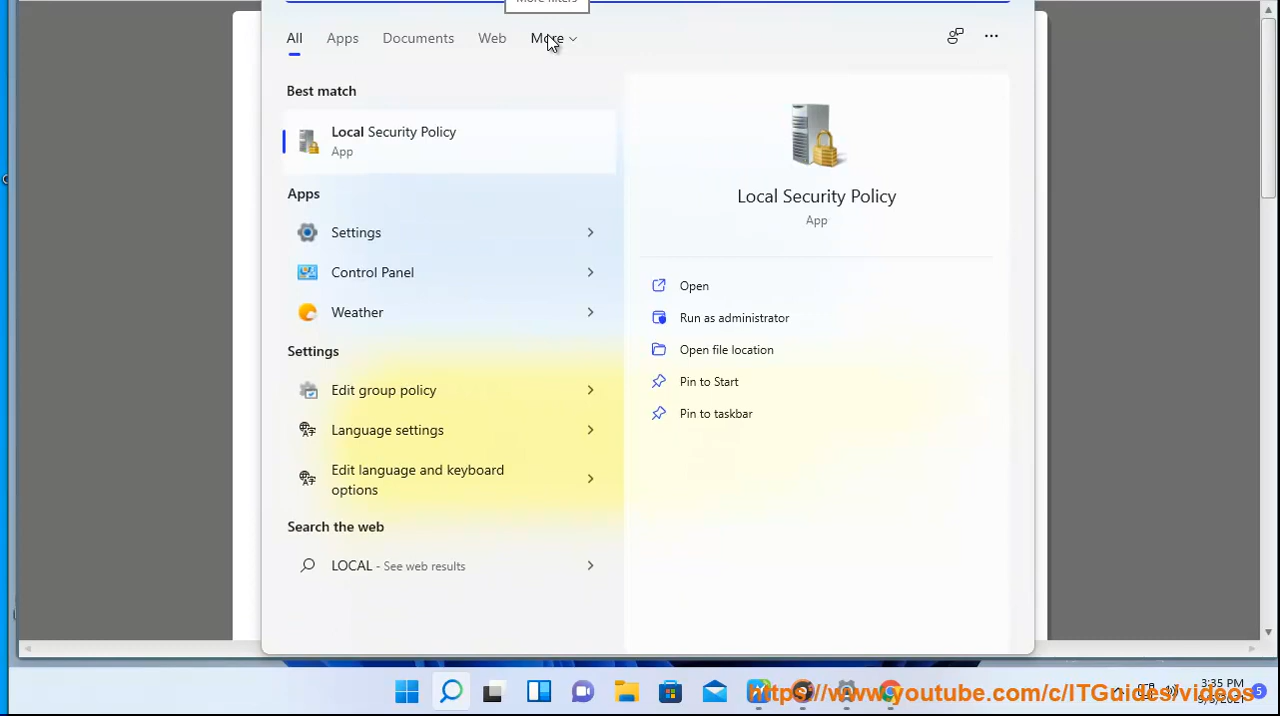 More filters
All Apps Documents Web More
Best match
Local Security Policy
App
Apps
Settings
Control Panel
Weather
Settings
Edit group policy
Language settings
Edit language and keyboard
options
Search the web
LOCAL - See web results
Local Security Policy
App
Open
Run as administrator
Open file location
Pin to Start
Pin to taskbar
3:35 PM
https://www.youtube.com/c/ITGuides/videos
5